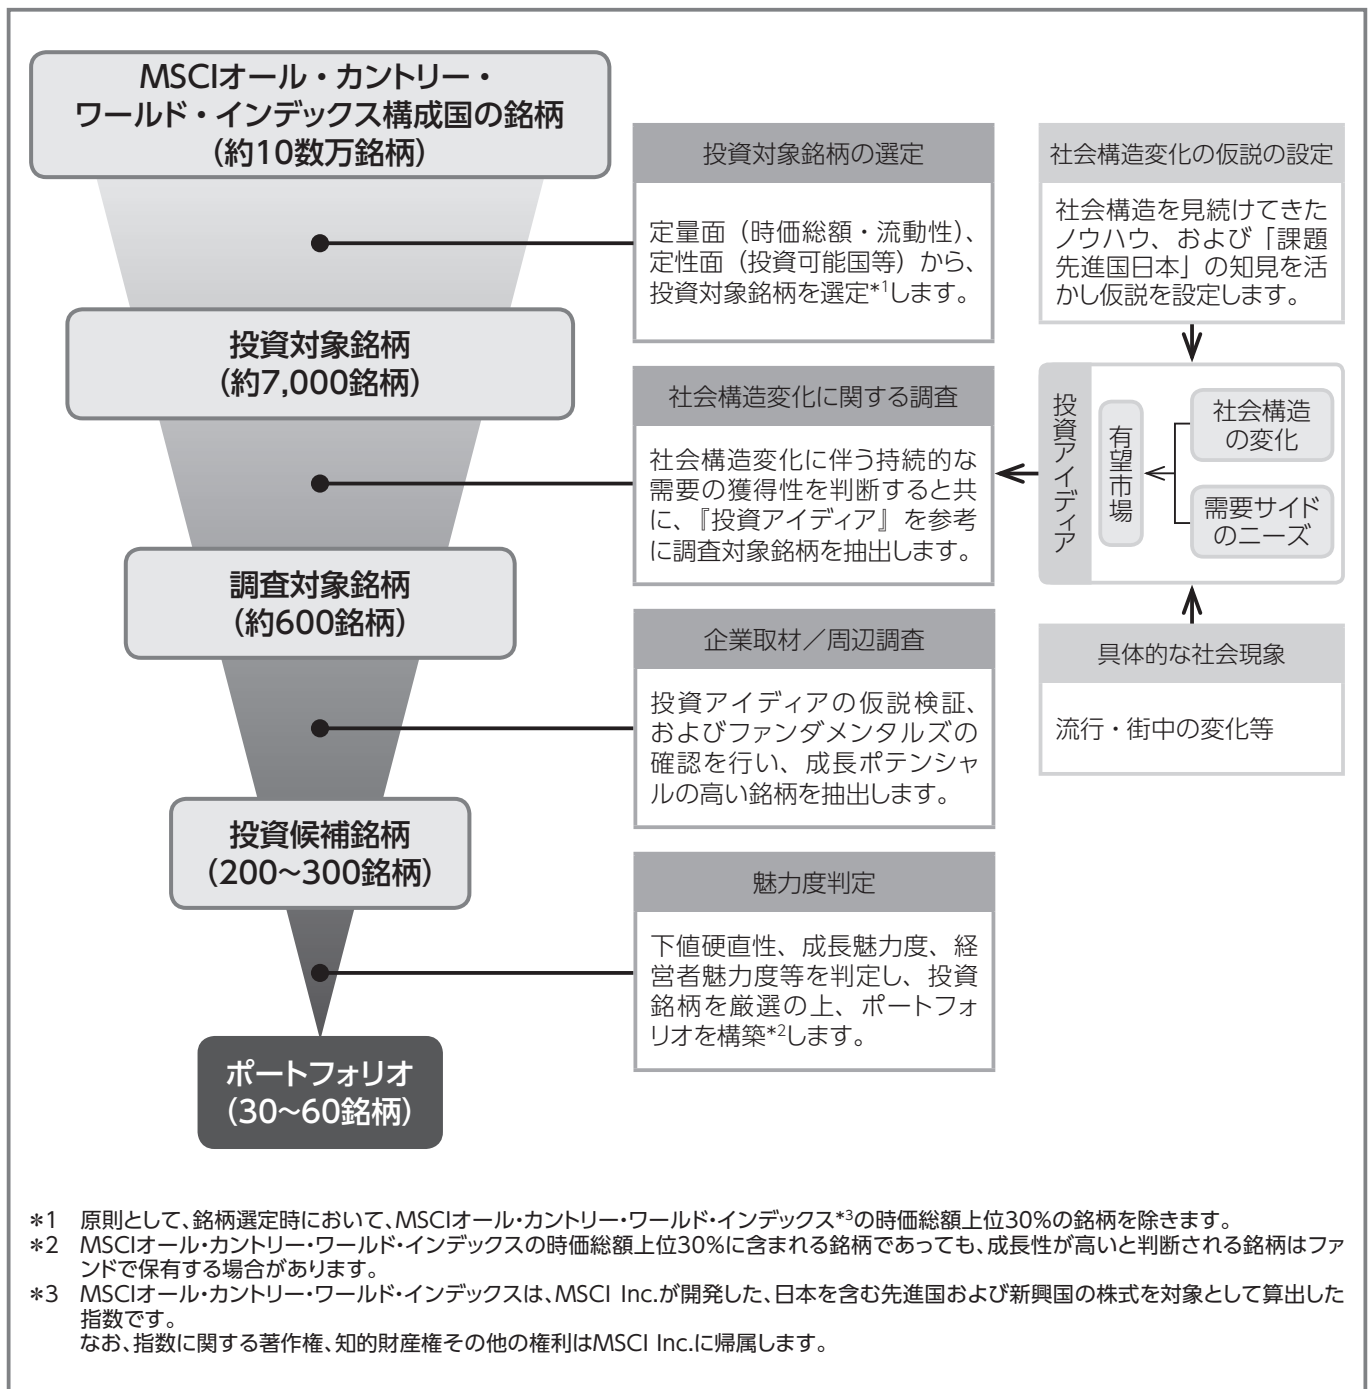 MSCIオール・カントリー・
ワールド・インデックス構成国の銘柄
（約10数万銘柄）
投資対象銘柄の選定
定量面（時価総額・流動性）、
定性面（投資可能国等）から、
投資対象銘柄を選定*1します。
社会構造変化の仮説の設定
社会構造を見続けてきた
ノウハウ、および「課題
先進国日本」の知見を活
かし仮説を設定します。
投資対象銘柄
（約7,000銘柄）
社会構造変化に関する調査
社会構造変化に伴う持続的な
需要の獲得性を判断すると共
に、『投資アイディア』を参考
に調査対象銘柄を抽出します。
投資アイディア
有望市場
社会構造
の変化
需要サイド
のニーズ
調査対象銘柄
（約600銘柄）
企業取材／周辺調査
投資アイディアの仮説検証、
およびファンダメンタルズの
確認を行い、成長ポテンシャ
ルの高い銘柄を抽出します。
具体的な社会現象
流行・街中の変化等
投資候補銘柄
（200~300銘柄）
魅力度判定
下値硬直性、成長魅力度、経
営者魅力度等を判定し、投資
銘柄を厳選の上、ポートフォ
リオを構築*2します。
ポートフォリオ
（30~60銘柄）
*1 原則として、銘柄選定時において、MSCIオール・カントリー・ワールド・インデックス*3の時価総額上位30%の銘柄を除きます。
*2 MSCIオール・カントリー・ワールド・インデックスの時価総額上位30%に含まれる銘柄であっても、成長性が高いと判断される銘柄はファ
ンドで保有する場合があります。
*3 MSCIオール・カントリー・ワールド・インデックスは、MSCI Inc.が開発した、日本を含む先進国および新興国の株式を対象として算出した
指数です。
なお、指数に関する著作権、知的財産権その他の権利はMSCI Inc.に帰属します。